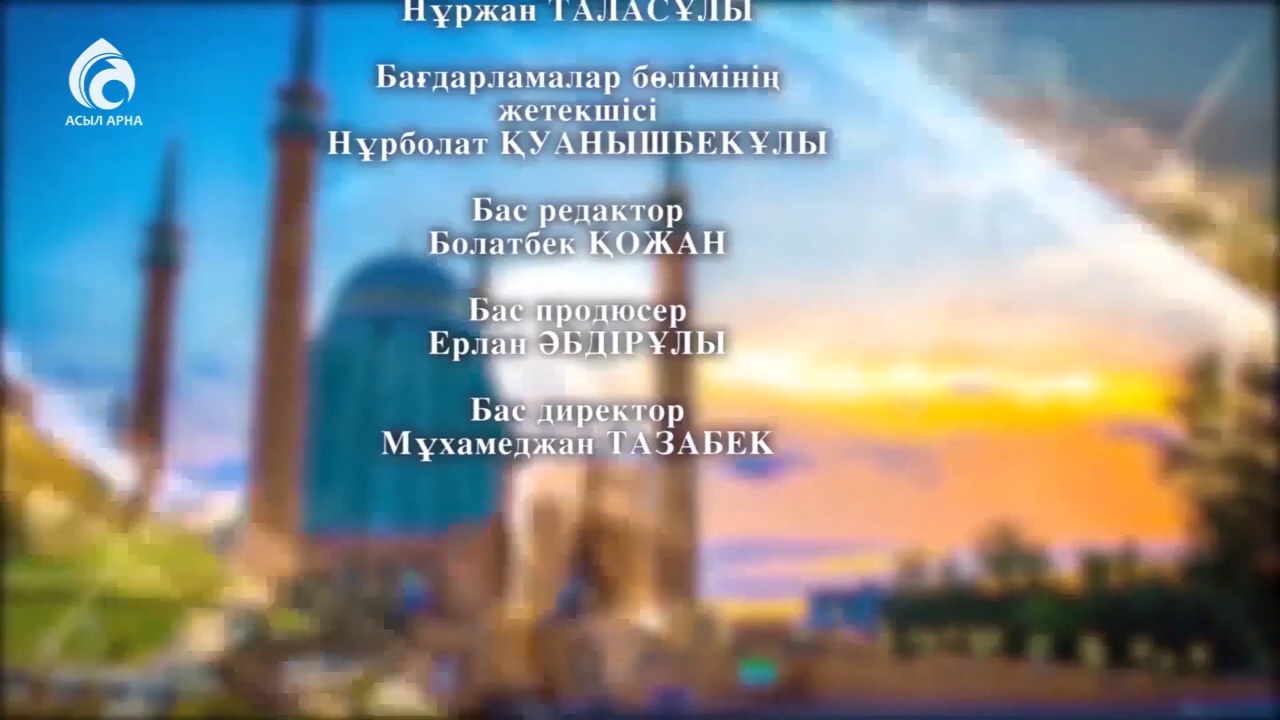 Нұржан ТАЛАСҰЛЫ
АСЫЛ АРНА
Бағдарламалар бөлімінің
жетекшісі
Нұрболат ҚУАНЫШБЕКҰЛЫ
Бас редактор
Болатбек ҚОЖАН
Бас продюсер
Ерлан ӘБДІРҰЛЫ
Бас директор
Мұхамеджан ТАЗАБЕК